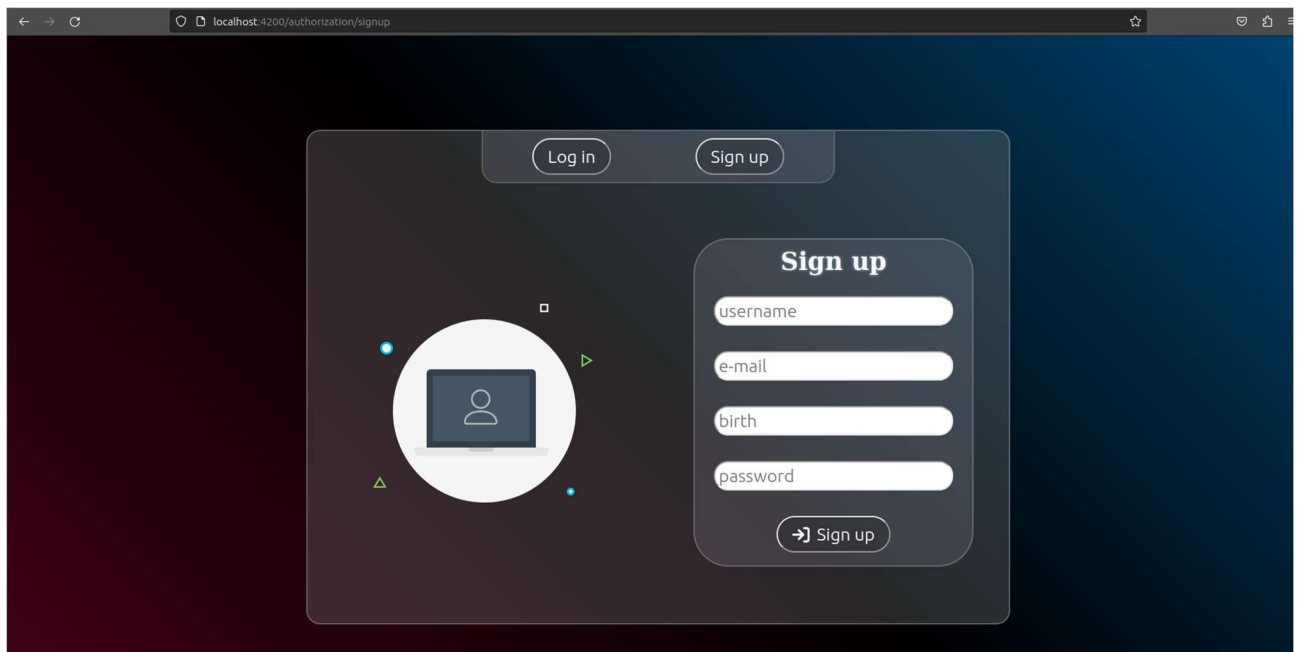 localhost:4200/authorization/signup
Log in Sign up
Sign up
username
e-mail
birth
password
Sign up